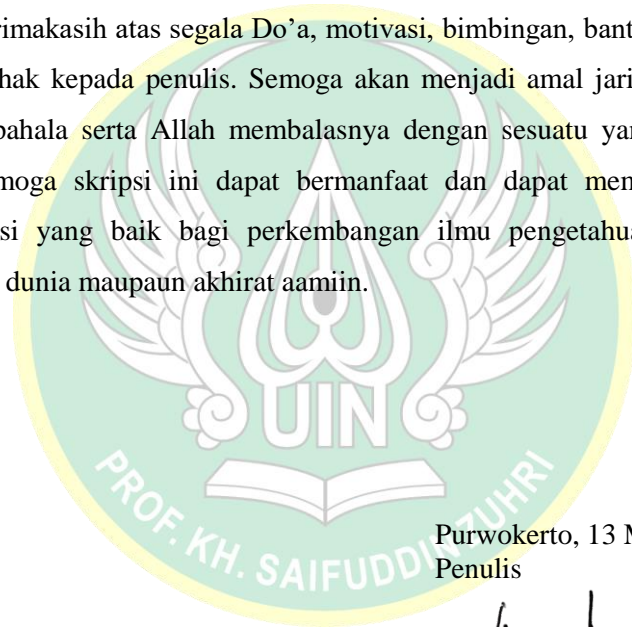 rimakasih atas segala Do’a, motivasi, bimbingan, bant
hak kepada penulis. Semoga akan menjadi amal jari
pahala serta Allah membalasnya dengan sesuatu yan
moga skripsi ini dapat bermanfaat dan dapat men
si yang baik bagi perkembangan ilmu pengetahua
dunia maupaun akhirat aamiin.
UIN
PROF. KH. SAIFUDDIN ZUHRI
Purwokerto, 13 M
Penulis